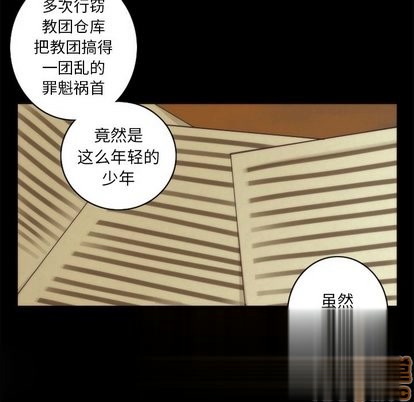 多次行窃
教团仓库
把教团搞得
一团乱的
罪魁祸首
竟然是
这么年轻的
少年
虽然